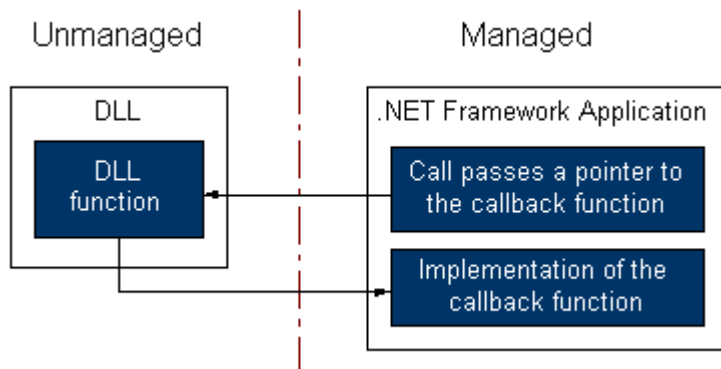 Unmanaged
Managed
DLL
DLL
function
.NET Framework Application
Call passes a pointer to
the callback function
Implementation of the
callback function